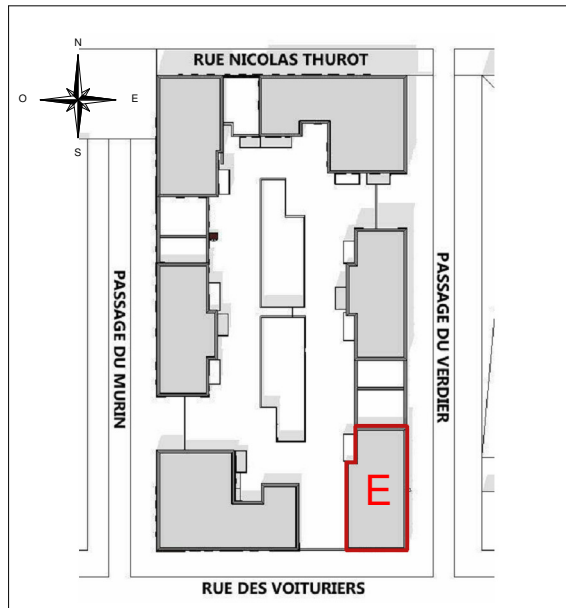 N
RUE NICOLAS THUROT
O
E
S
PASSAGE DU MURIN
PASSAGE DU VERDIER
E
RUE DES VOITURIERS